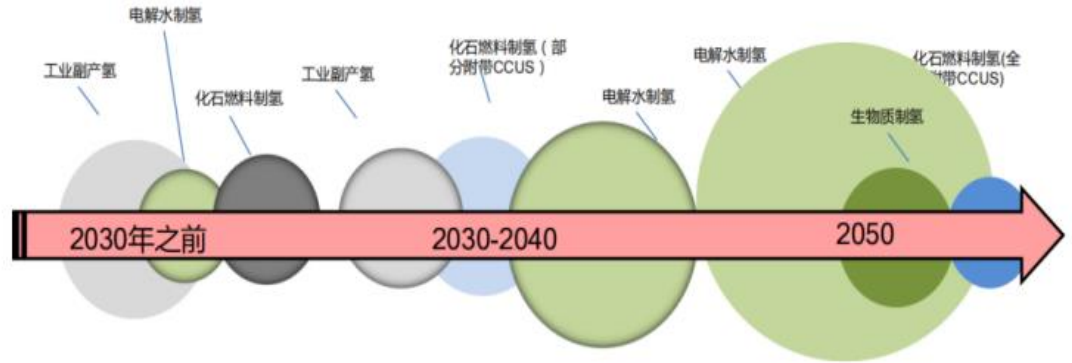 电解水制氢
工业副产氢
化石燃料制氢
工业副产氢
化石燃料制氢（部
分附带CCUS）
电解水制氢
电解水制氢
化石燃料制氢(全
附带CCUS)
生物质制氢
2030年之前
2030-2040
2050